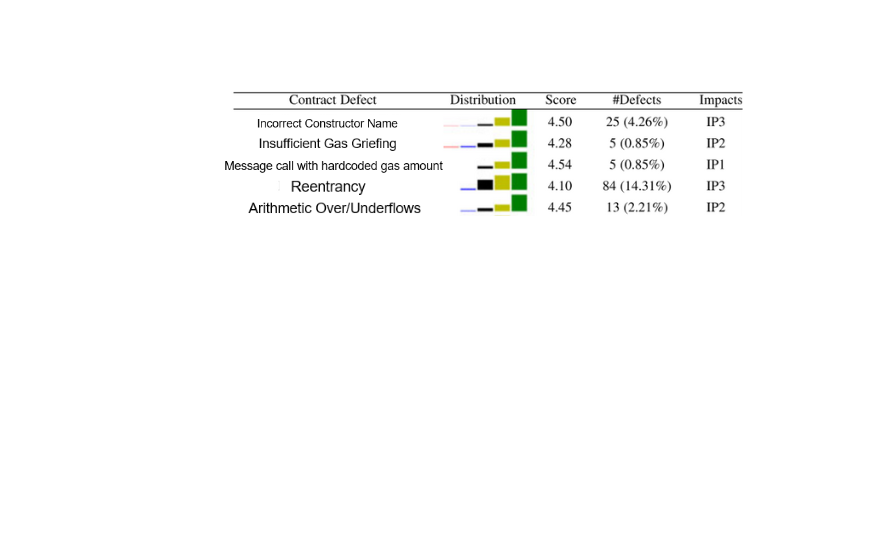 Contract Defect Distribution Score #Defects Impacts
Incorrect Constructor Name 4.50 25 (4.26%) IP3
Insufficient Gas Griefing 4.28 5 (0.85%) IP2
Message call with hardcoded gas amount 4.54 5 (0.85%) IP1
Reentrancy 4.10 84 (14.31%) IP3
Arithmetic Over/Underflows 4.45 13 (2.21%) IP2